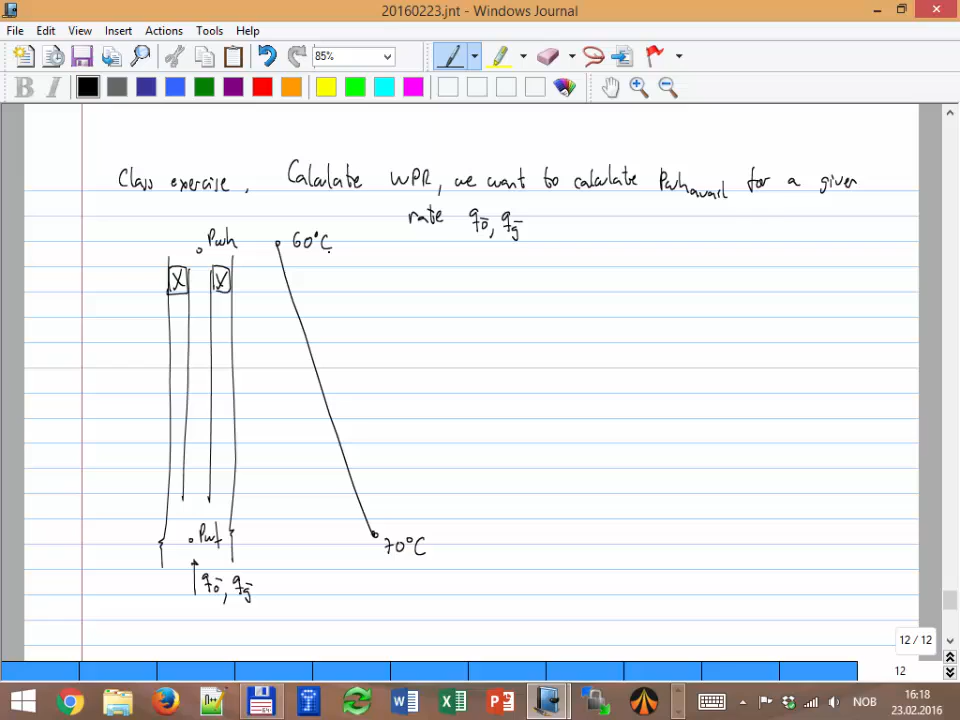 20160223.jnt - Windows Journal
File Edit View Insert Actions Tools Help
85%
B I
Class exercise. Calculate WPR, we want to calculate Pwh avail for a given
rate qō, qḡ
Pwh 60°C
X X
Pwf
70°C
qō, qḡ
12 / 12
12
NOB
16:18
23.02.2016